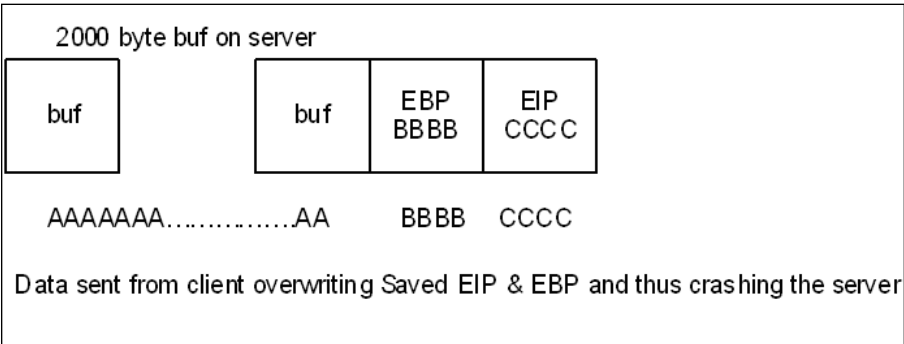 2000 byte buf on server
buf buf EBP EIP
BBBB CCCC
AAAAAAA................AA BBBB CCCC
Data sent from client overwriting Saved EIP & EBP and thus crashing the server